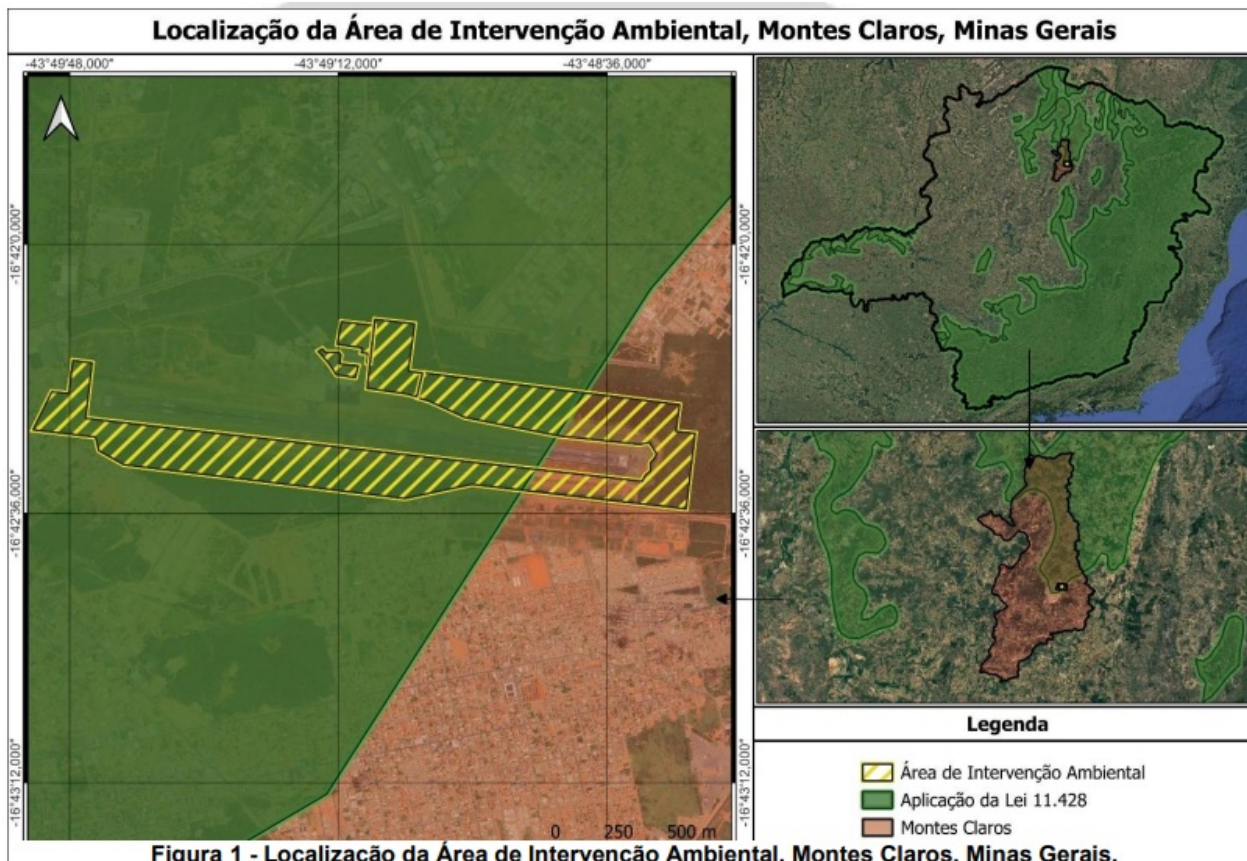 Localização da Área de Intervenção Ambiental, Montes Claros, Minas Gerais
-43°49'48,000" -43°49'12,000" -43°48'36,000"
-16°42'0,000" -16°42'0,000"
-16°42'36,000" -16°42'36,000"
-16°43'12,000" -16°43'12,000"
0 250 500 m
Legenda
Área de Intervenção Ambiental
Aplicação da Lei 11.428
Montes Claros
Figura 1 - Localização da Área de Intervenção Ambiental, Montes Claros, Minas Gerais.